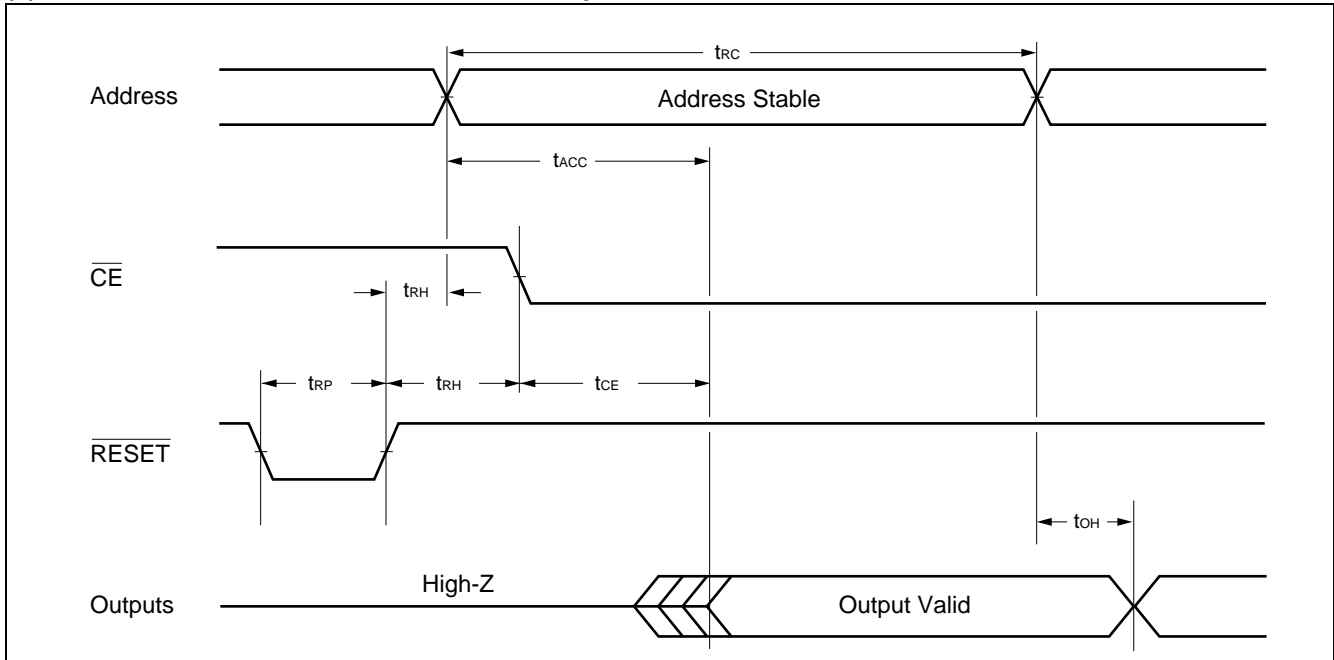 tRC
Address
Address Stable
tACC
CE
tRH
tRP
tRH
tCE
RESET
tOH
High-Z
Outputs
Output Valid